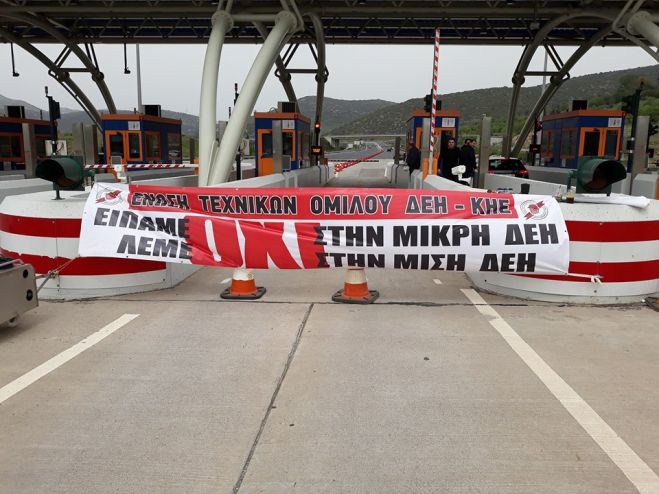 ΕΝΩΣΗ ΤΕΧΝΙΚΩΝ ΟΜΙΛΟΥ ΔΕΗ - ΚΗΕ
ΕΙΠΑΜΕ ΟΧΙ ΣΤΗΝ ΜΙΚΡΗ ΔΕΗ
ΛΕΜΕ ΣΤΗΝ ΜΙΣΗ ΔΕΗ